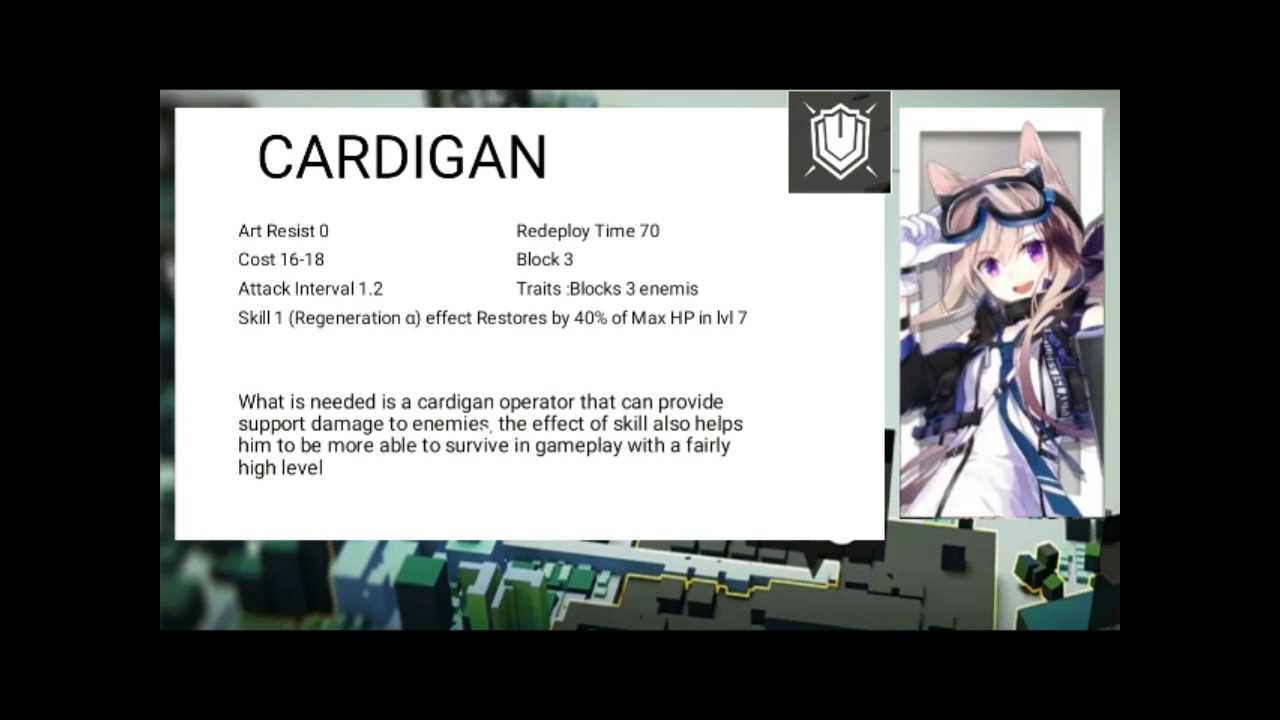 CARDIGAN
Art Resist 0
Redeploy Time 70
Cost 16-18
Block 3
Attack Interval 1.2
Traits :Blocks 3 enemis
Skill 1 (Regeneration α) effect Restores by 40% of Max HP in lvl 7
What is needed is a cardigan operator that can provide
support damage to enemies, the effect of skill also helps
him to be more able to survive in gameplay with a fairly
high level